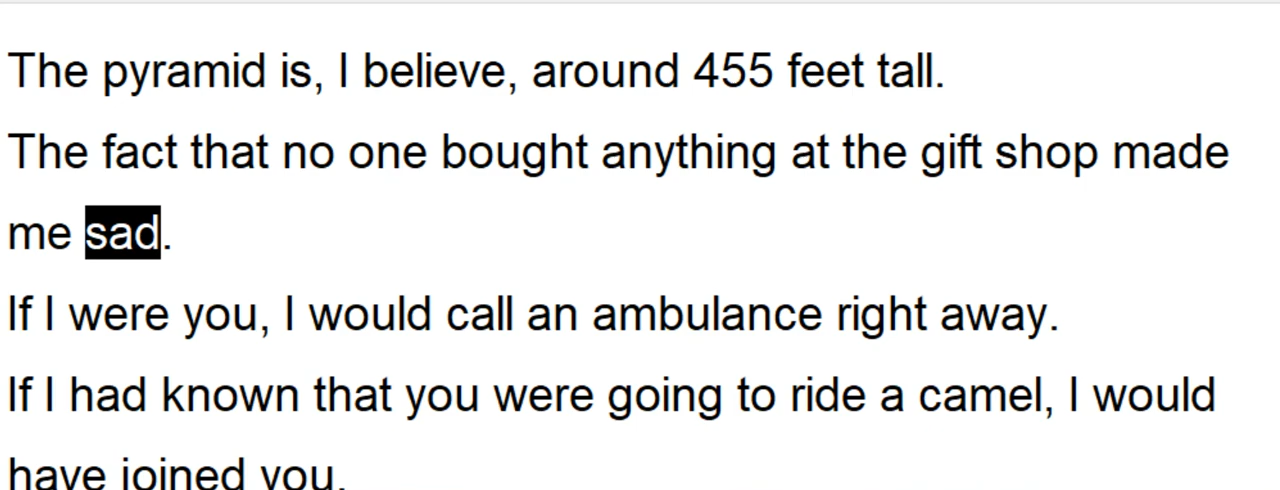 The pyramid is, I believe, around 455 feet tall.
The fact that no one bought anything at the gift shop made
me sad.
If I were you, I would call an ambulance right away.
If I had known that you were going to ride a camel, I would
have joined you.